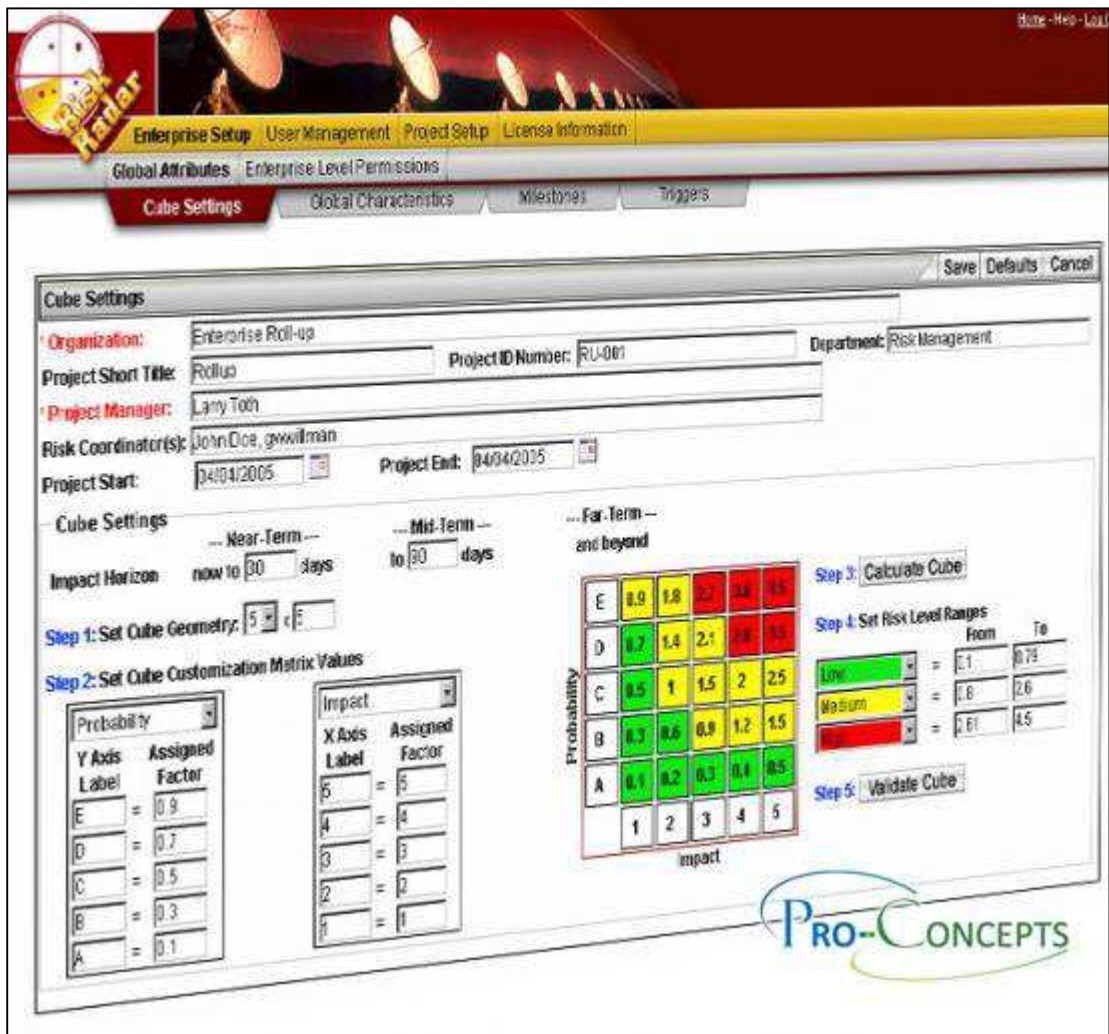 Home - Help -
Risk Radar
Enterprise Setup User Management Project Setup License Information
Global Attributes Enterprise Level Permissions
Cube Settings Global Characteristics Milestones Triggers
Cube Settings Save Defaults Cancel
*Organization: Enterprise Roll-up
Project Short Title: Rollup Project ID Number: RU-001 Department: Risk Management
*Project Manager: Larry Toth
Risk Coordinator(s): John Doe,
Project Start: Project End:
Cube Settings --- Near-Term --- --- Mid-Term --- --- Far-Term ---
Impact Horizon now to 30 days to 90 days and beyond
Step 1: Set Cube Geometry: 5 x 5
Step 2: Set Cube Customization Matrix Values
Probability
Y Axis Label Assigned Factor
E = 0.9
D = 0.7
C = 0.5
B = 0.3
A = 0.1
Impact
X Axis Label Assigned Factor
5 = 5
4 = 4
3 = 3
2 = 2
= 1
Probability
E 0.9 1.8 2.7 3.6 4.5
D 0.7 1.4 2.1 2.8 3.5
C 0.5 1 1.5 2 2.5
B 0.3 0.6 0.9 1.2 1.5
A 0.1 0.2 0.3 0.4 0.5
1 2 3 4 5
Impact
Step 3: Calculate Cube
Step 4: Set Risk Level Ranges
From To
Low = 0.1 0.79
Medium = 0.8 2.6
= 2.61 4.5
Step 5: Validate Cube
PRO-CONCEPTS